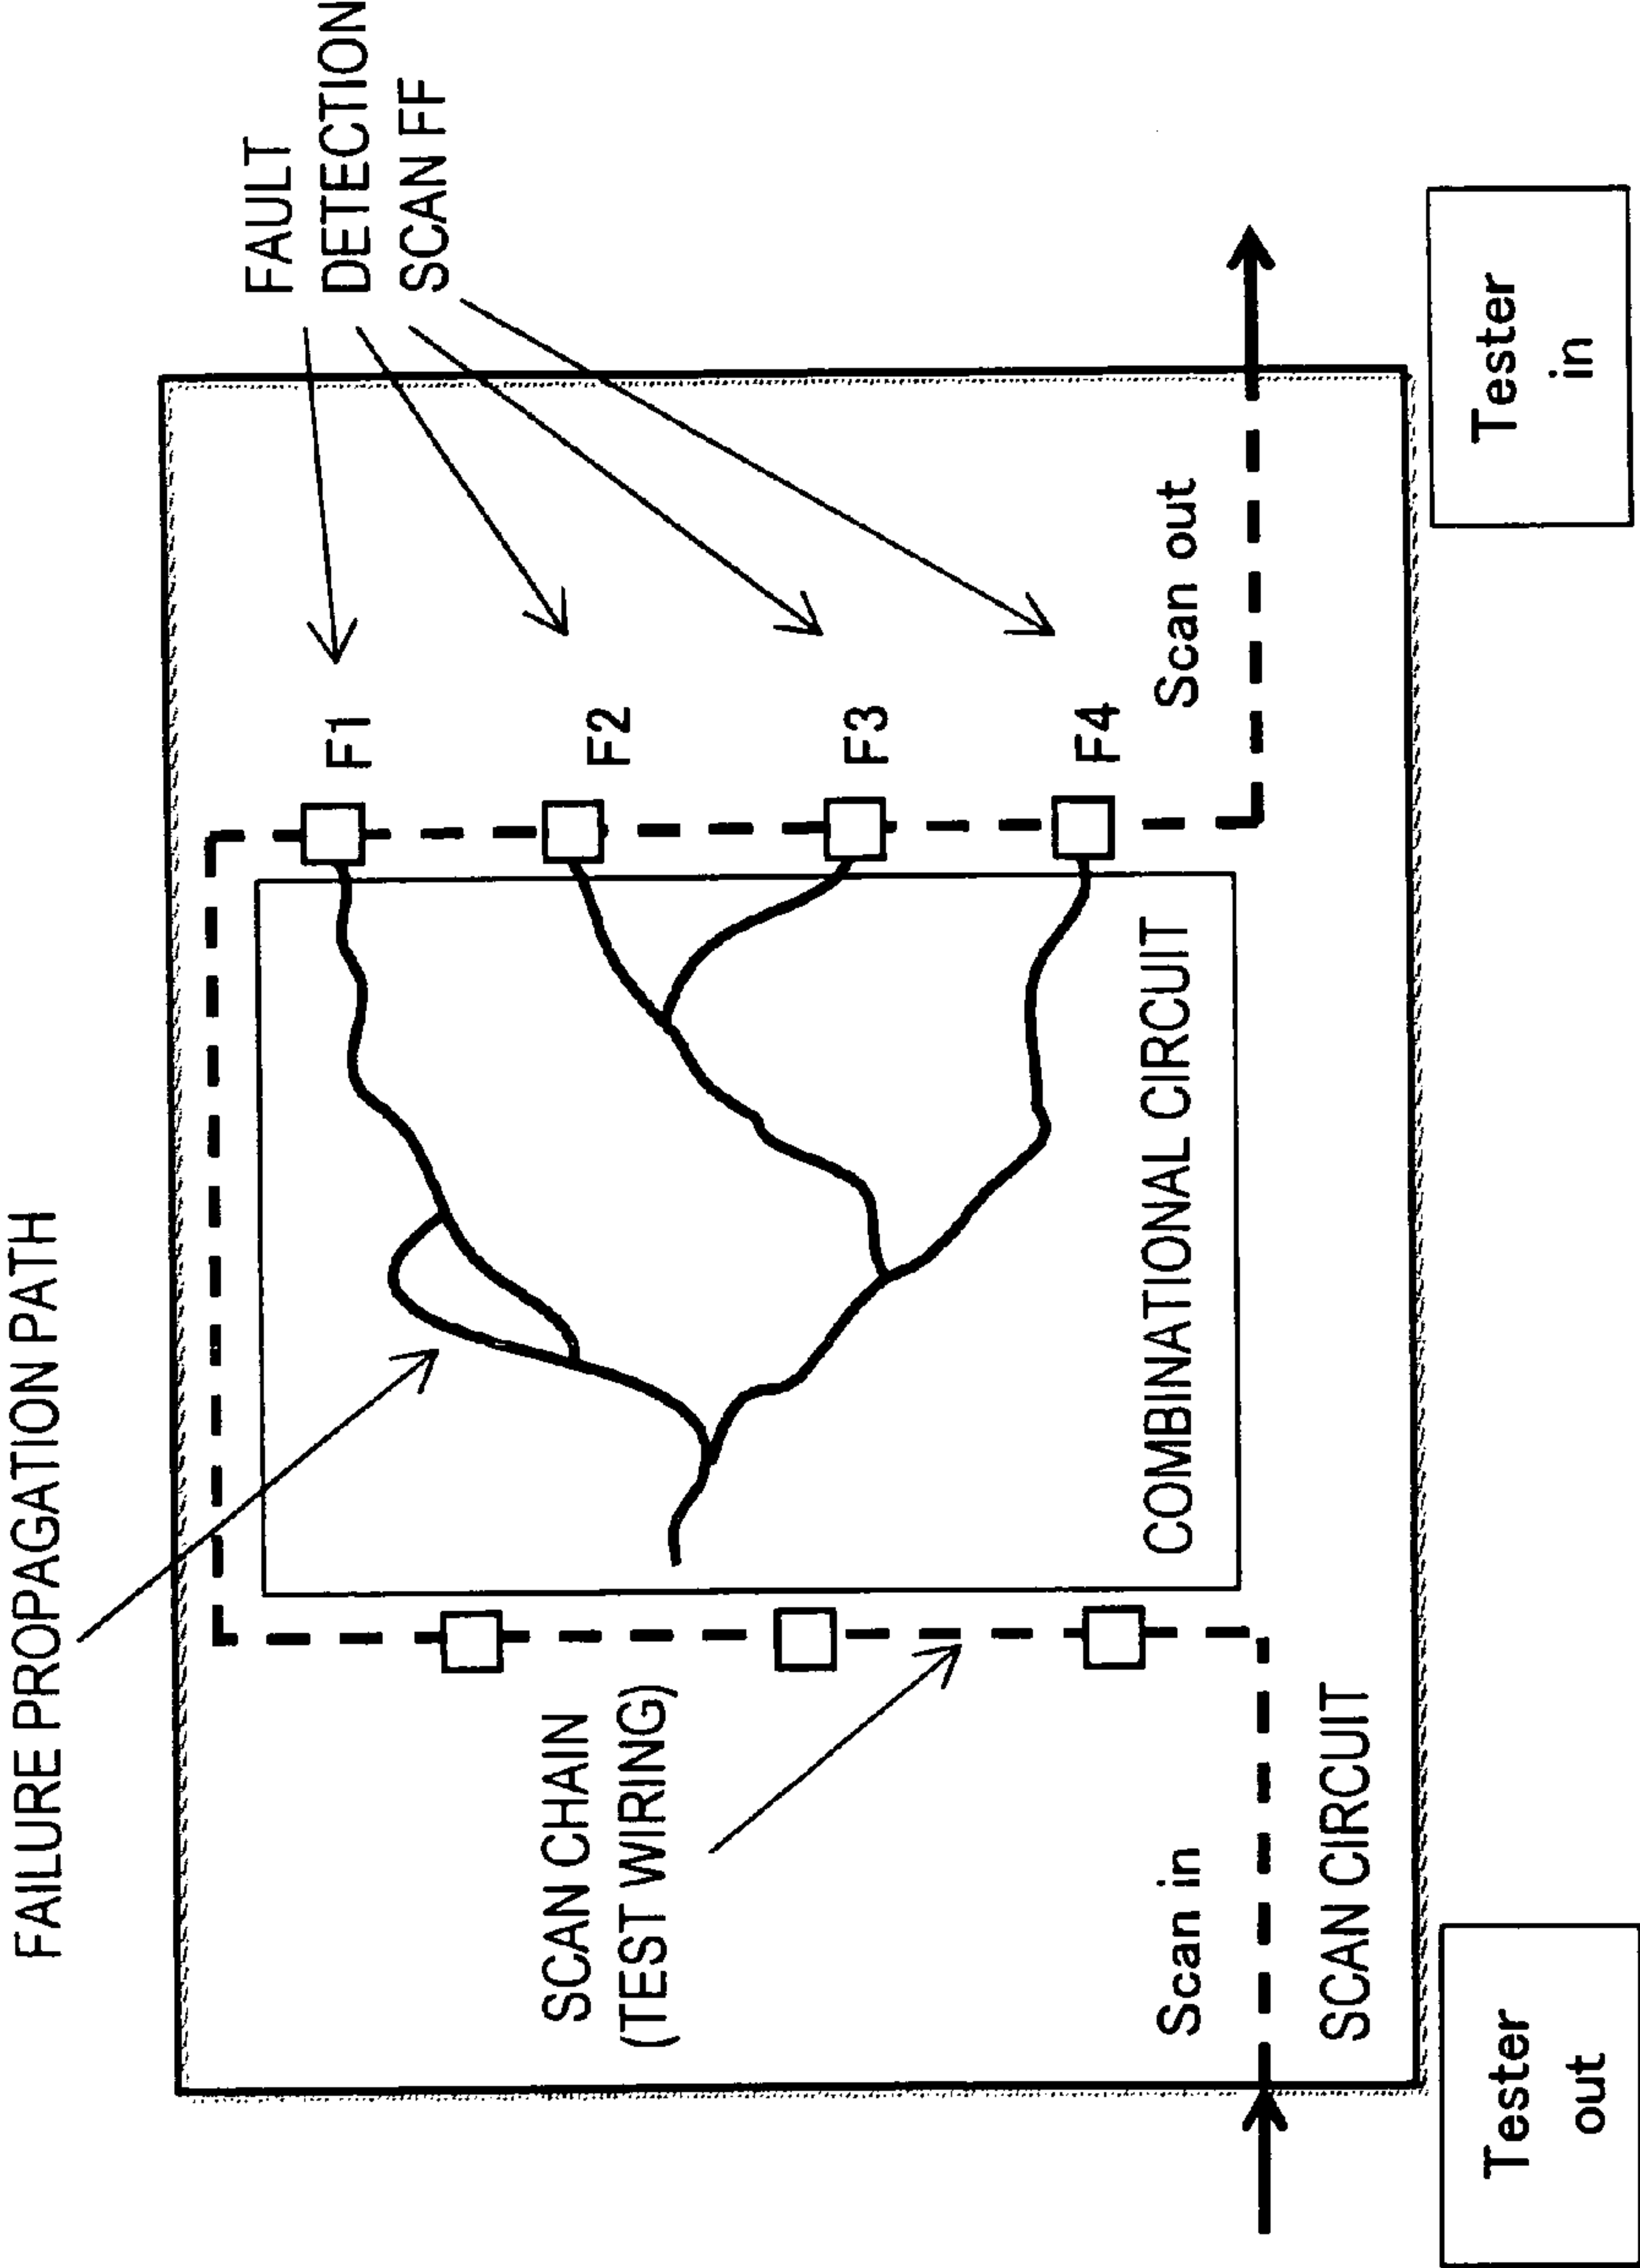 FAILURE PROPAGATION PATH
FAULT
DETECTION
SCAN FF
F1
F2
F3
F4
SCAN CHAIN
(TEST WIRING)
COMBINATIONAL CIRCUIT
Scan in
Scan out
SCAN CIRCUIT
Tester
out
Tester
in